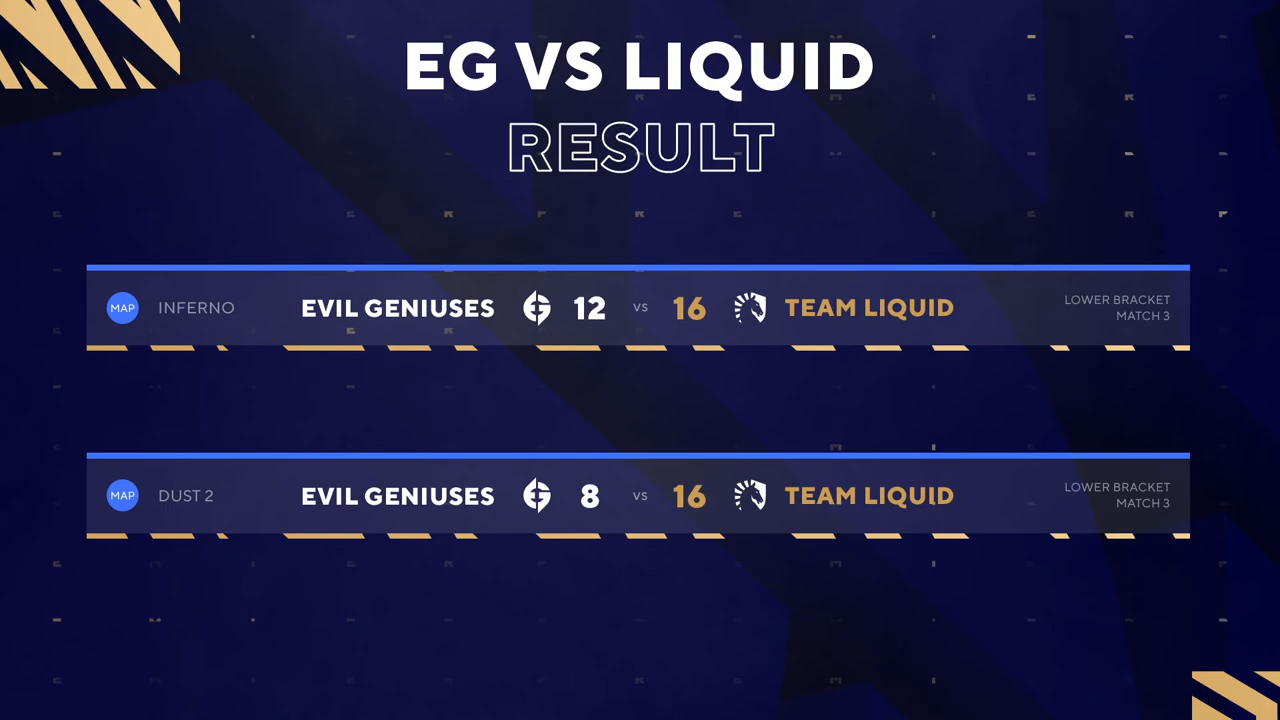 EG VS LIQUID
RESULT
MAP INFERNO EVIL GENIUSES 12 VS 16 TEAM LIQUID LOWER BRACKET
MATCH 3
MAP DUST 2 EVIL GENIUSES 8 VS 16 TEAM LIQUID LOWER BRACKET
MATCH 3